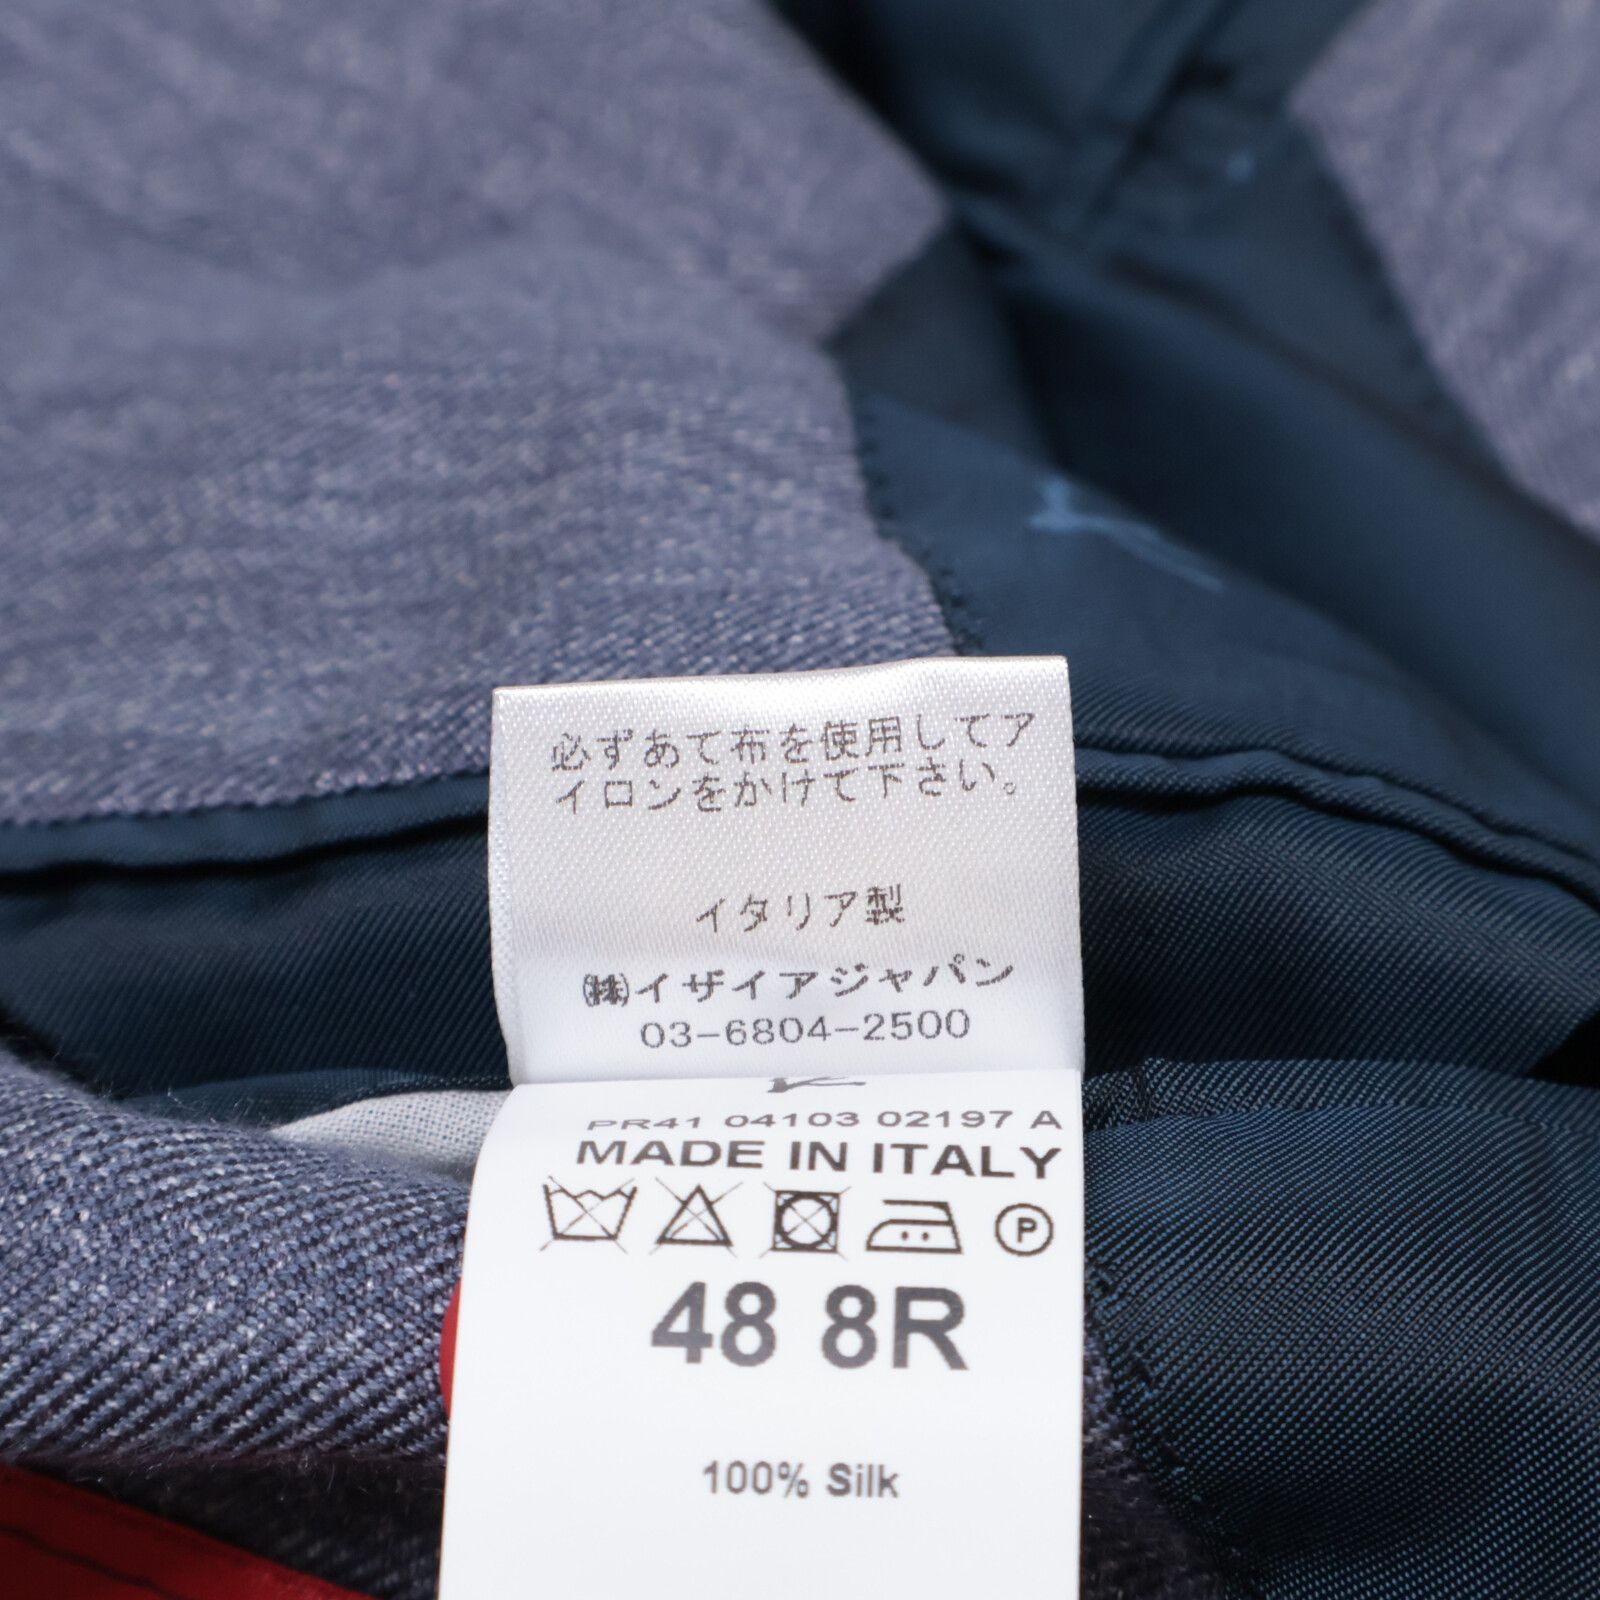 必ずあて布を使用してア
イロンをかけて下さい。
イタリア製
㈱イザイアジャパン
03-6804-2500
PR41 04103 02197 A
MADE IN ITALY
P
48 8R
100% Silk